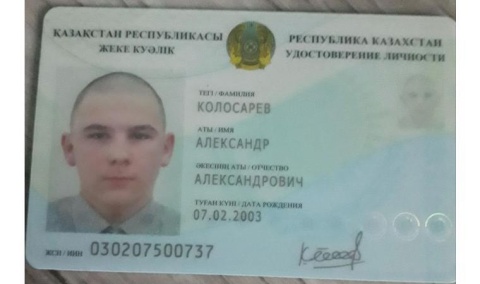 ҚАЗАҚСТАН РЕСПУБЛИКАСЫ
ЖЕКЕ КУӘЛІК
РЕСПУБЛИКА КАЗАХСТАН
УДОСТОВЕРЕНИЕ ЛИЧНОСТИ
ТЕГІ / ФАМИЛИЯ
КОЛОСАРЕВ
АТЫ / ИМЯ
АЛЕКСАНДР
ӘКЕСІНІҢ АТЫ / ОТЧЕСТВО
АЛЕКСАНДРОВИЧ
ТУҒАН КҮНІ / ДАТА РОЖДЕНИЯ
07.02.2003
ЖСН / ИИН 030207500737